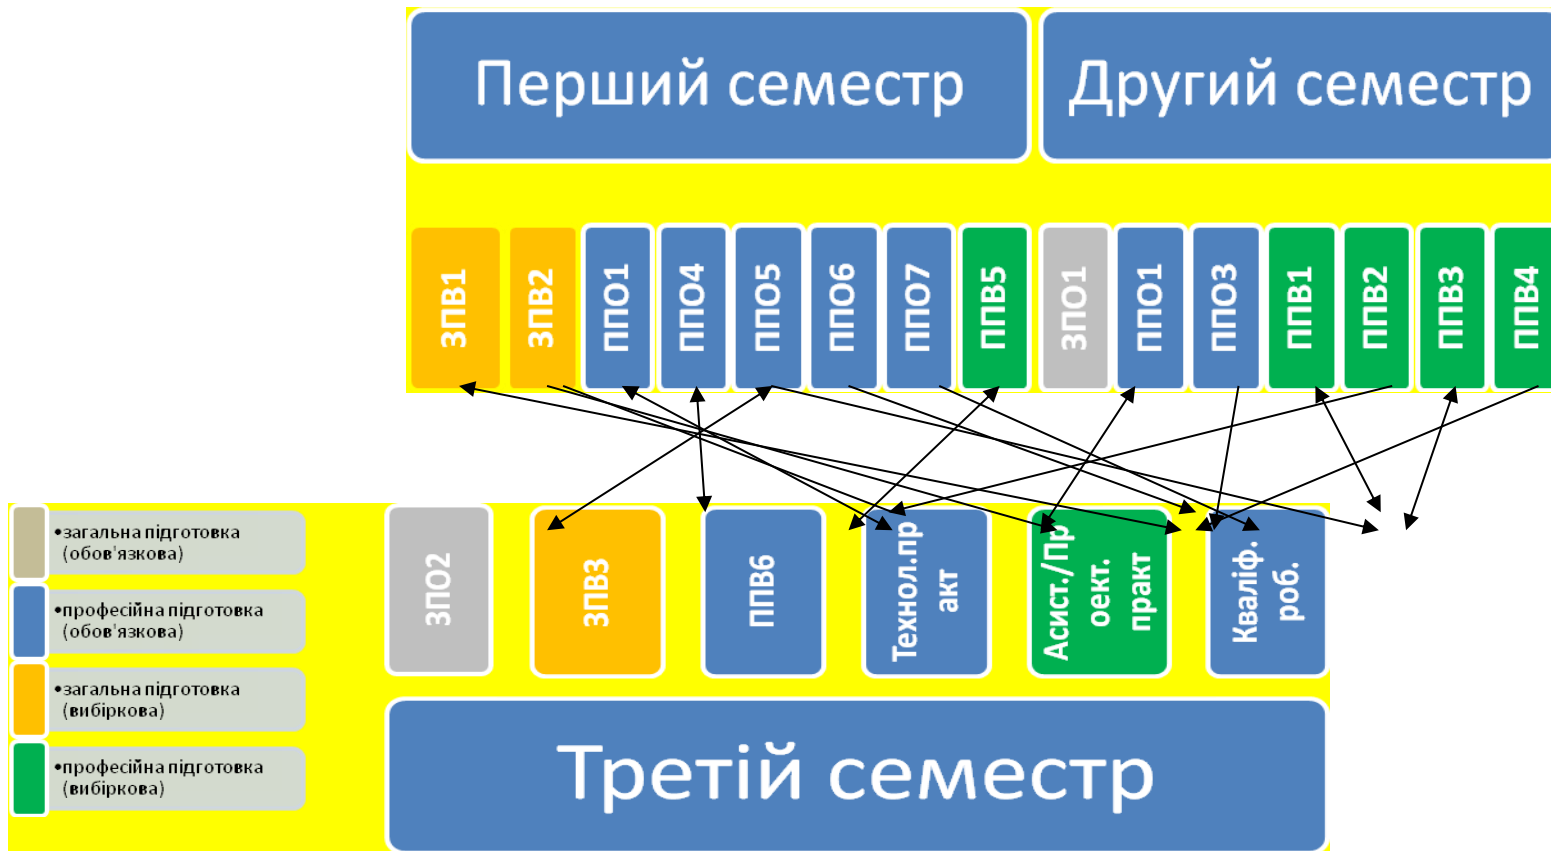 Перший семестр
Другий семестр
ЗПВ1
ЗПВ2
ППО1
ППО4
ППО5
ППО6
ППО7
ППВ5
ЗПО1
ППО1
ППО3
ППВ1
ППВ2
ППВ3
ППВ4
•загальна підготовка
(обов'язкова)
•професійна підготовка
(обов'язкова)
•загальна підготовка
(вибіркова)
•професійна підготовка
(вибіркова)
ЗПО2
ЗПВ3
ППВ6
Технол.пр
акт
Асист./Пр
оект.
практ
Кваліф.
роб.
Третій семестр